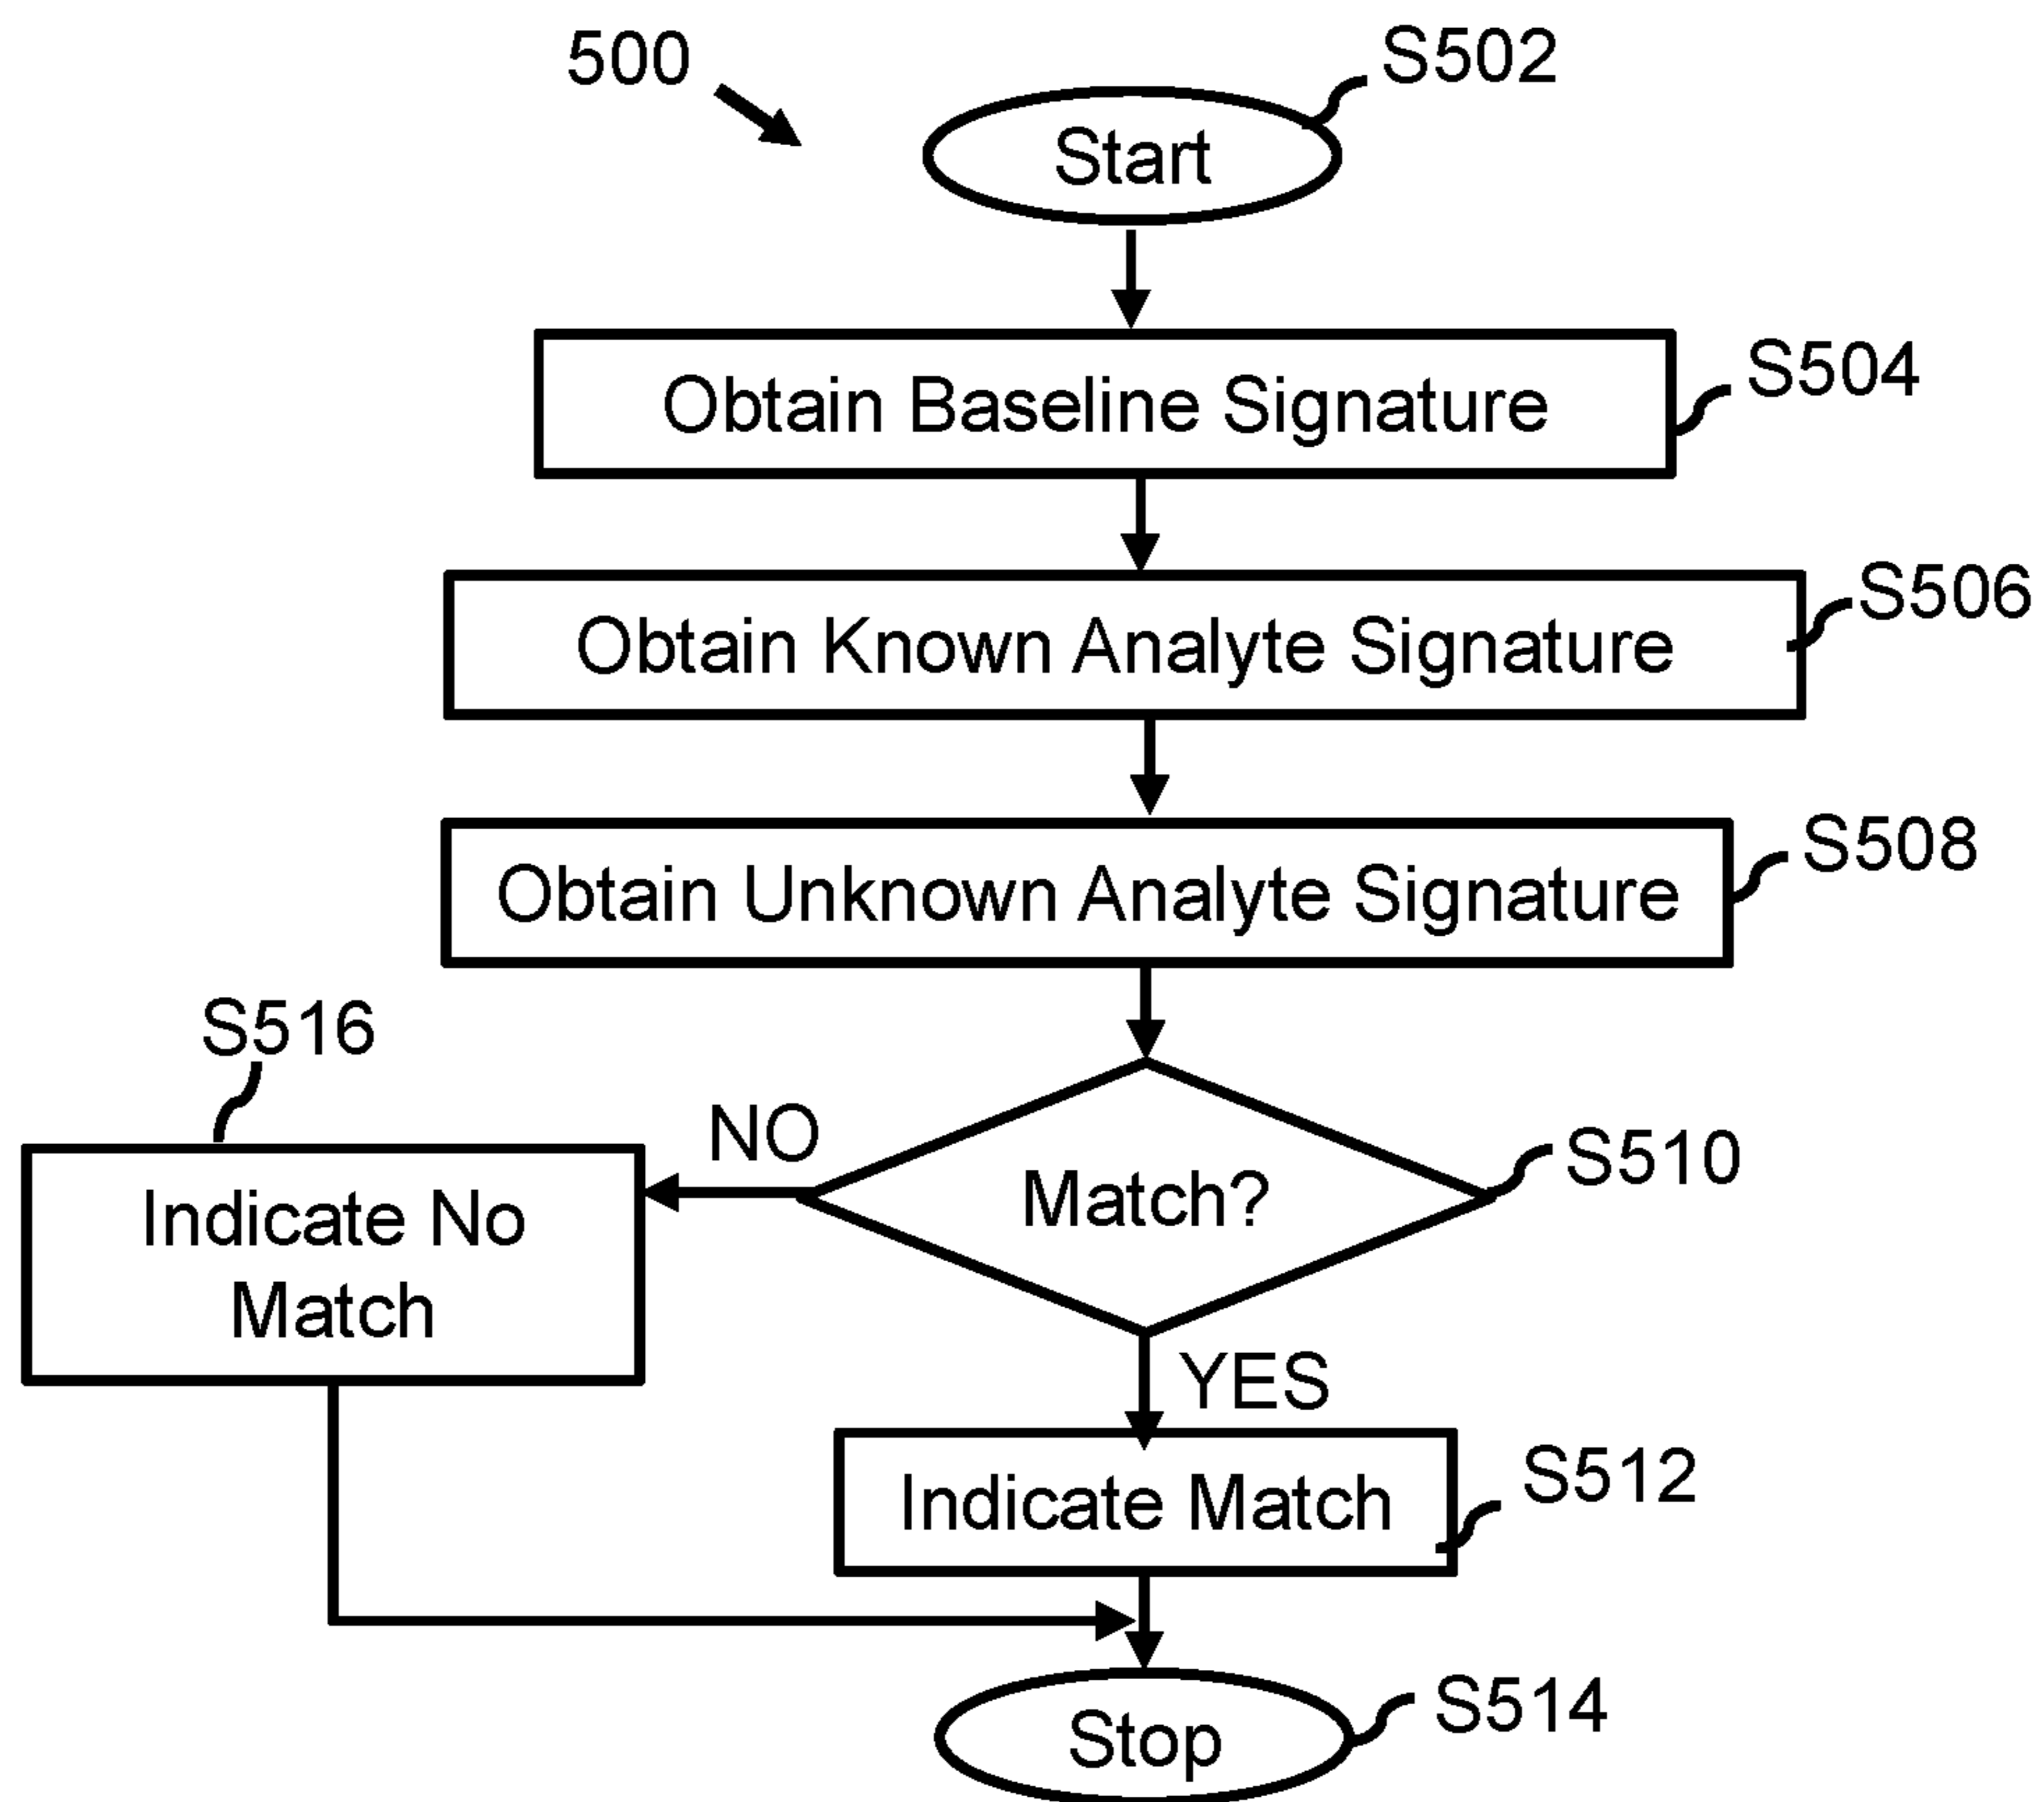 500
S502
Start
S504
Obtain Baseline Signature
S506
Obtain Known Analyte Signature
S508
Obtain Unknown Analyte Signature
S516
NO
S510
Match?
Indicate No
Match
YES
S512
Indicate Match
S514
Stop